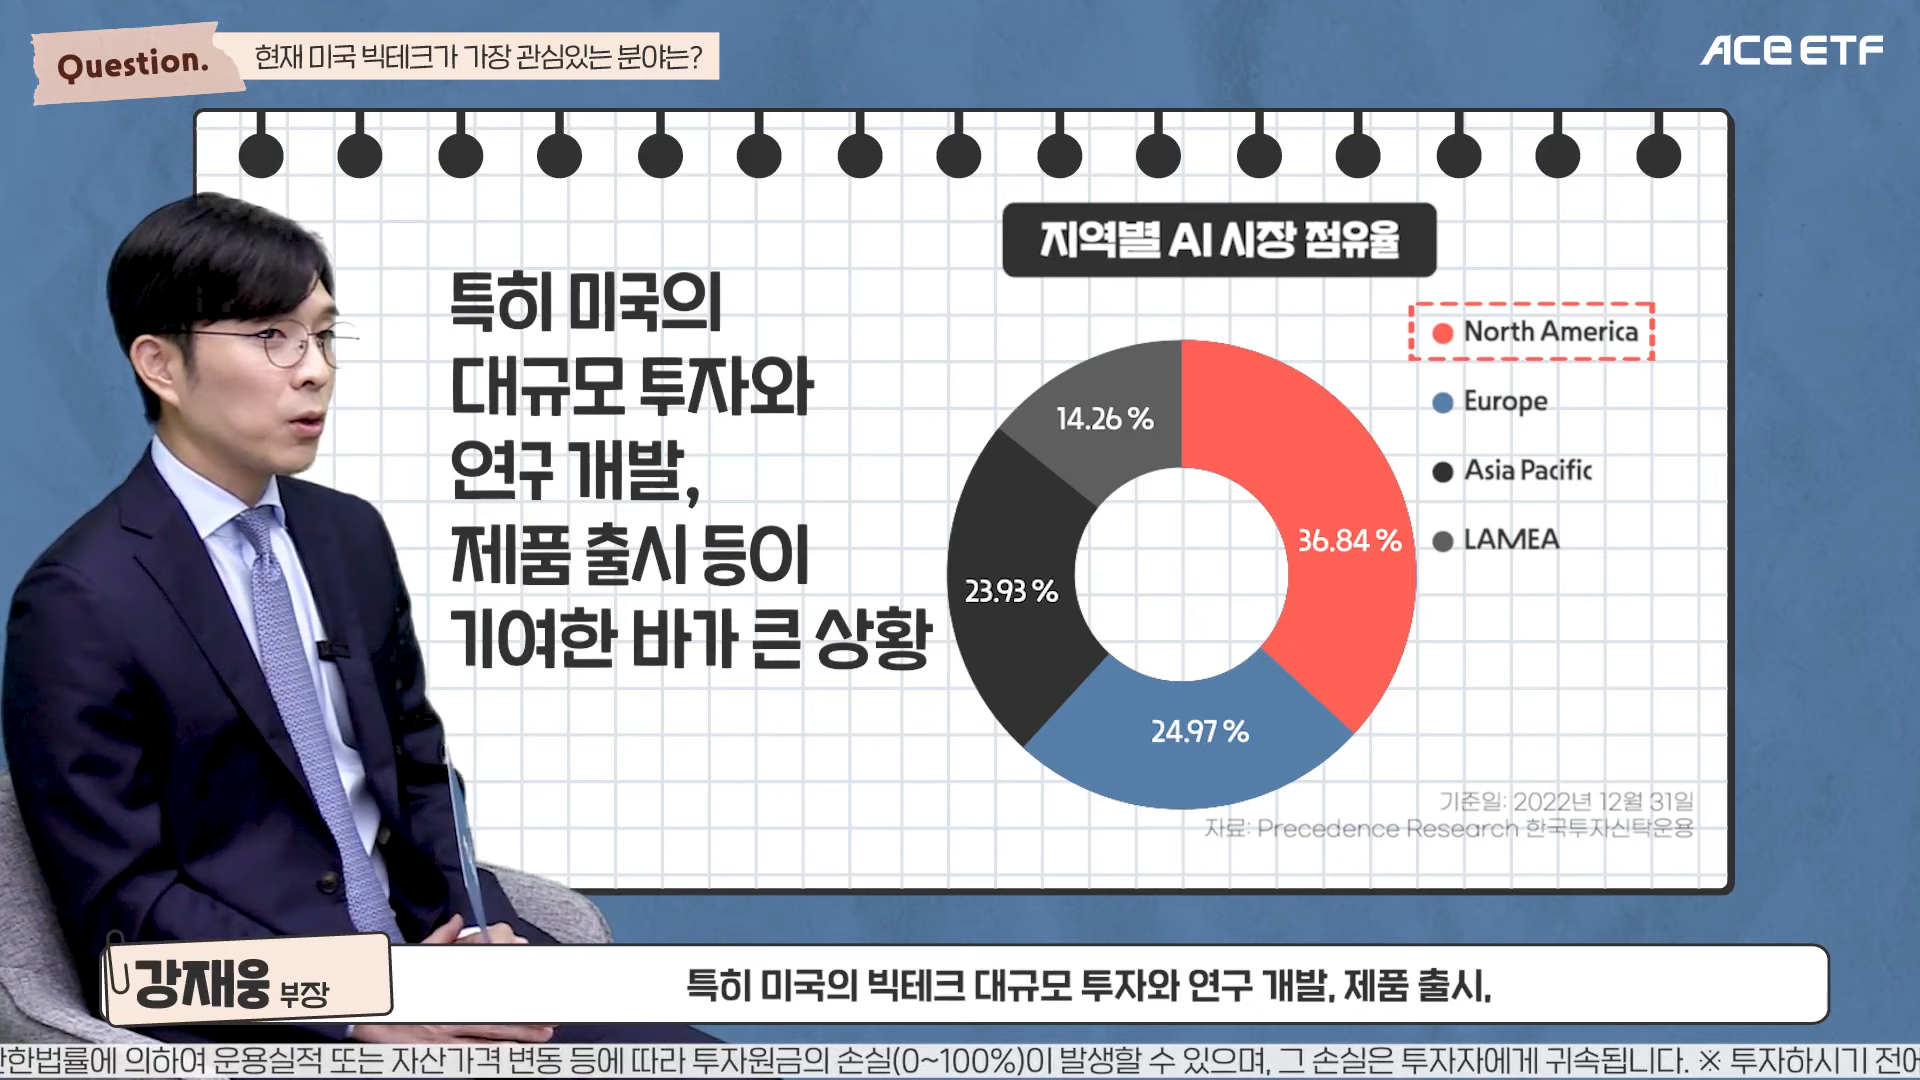 Question.
현재 미국 빅테크가 가장 관심있는 분야는?
ACE ETF
특히 미국의
대규모 투자와
연구 개발,
제품 출시 등이
기여한 바가 큰 상황
지역별 AI 시장 점유율
North America
Europe
Asia Pacific
LAMEA
14.26 %
36.84 %
23.93 %
24.97 %
기준일: 2022년 12월 31일
자료: Precedence Research 한국투자신탁운용
강재웅 부장
특히 미국의 빅테크 대규모 투자와 연구 개발, 제품 출시,
한법률에 의하여 운용실적 또는 자산가격 변동 등에 따라 투자원금의 손실(0~100%)이 발생할 수 있으며, 그 손실은 투자자에게 귀속됩니다. ※ 투자하시기 전에